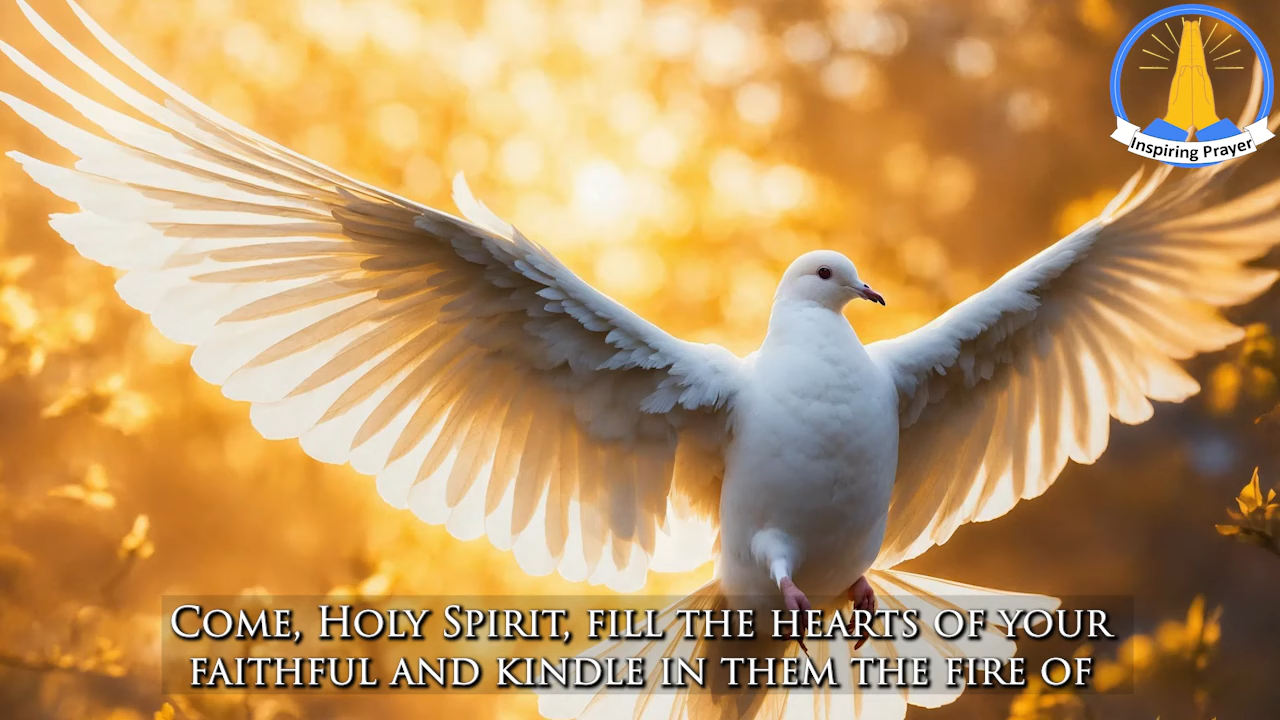 Inspiring Prayer
Come, Holy Spirit, fill the hearts of your
faithful and kindle in them the fire of